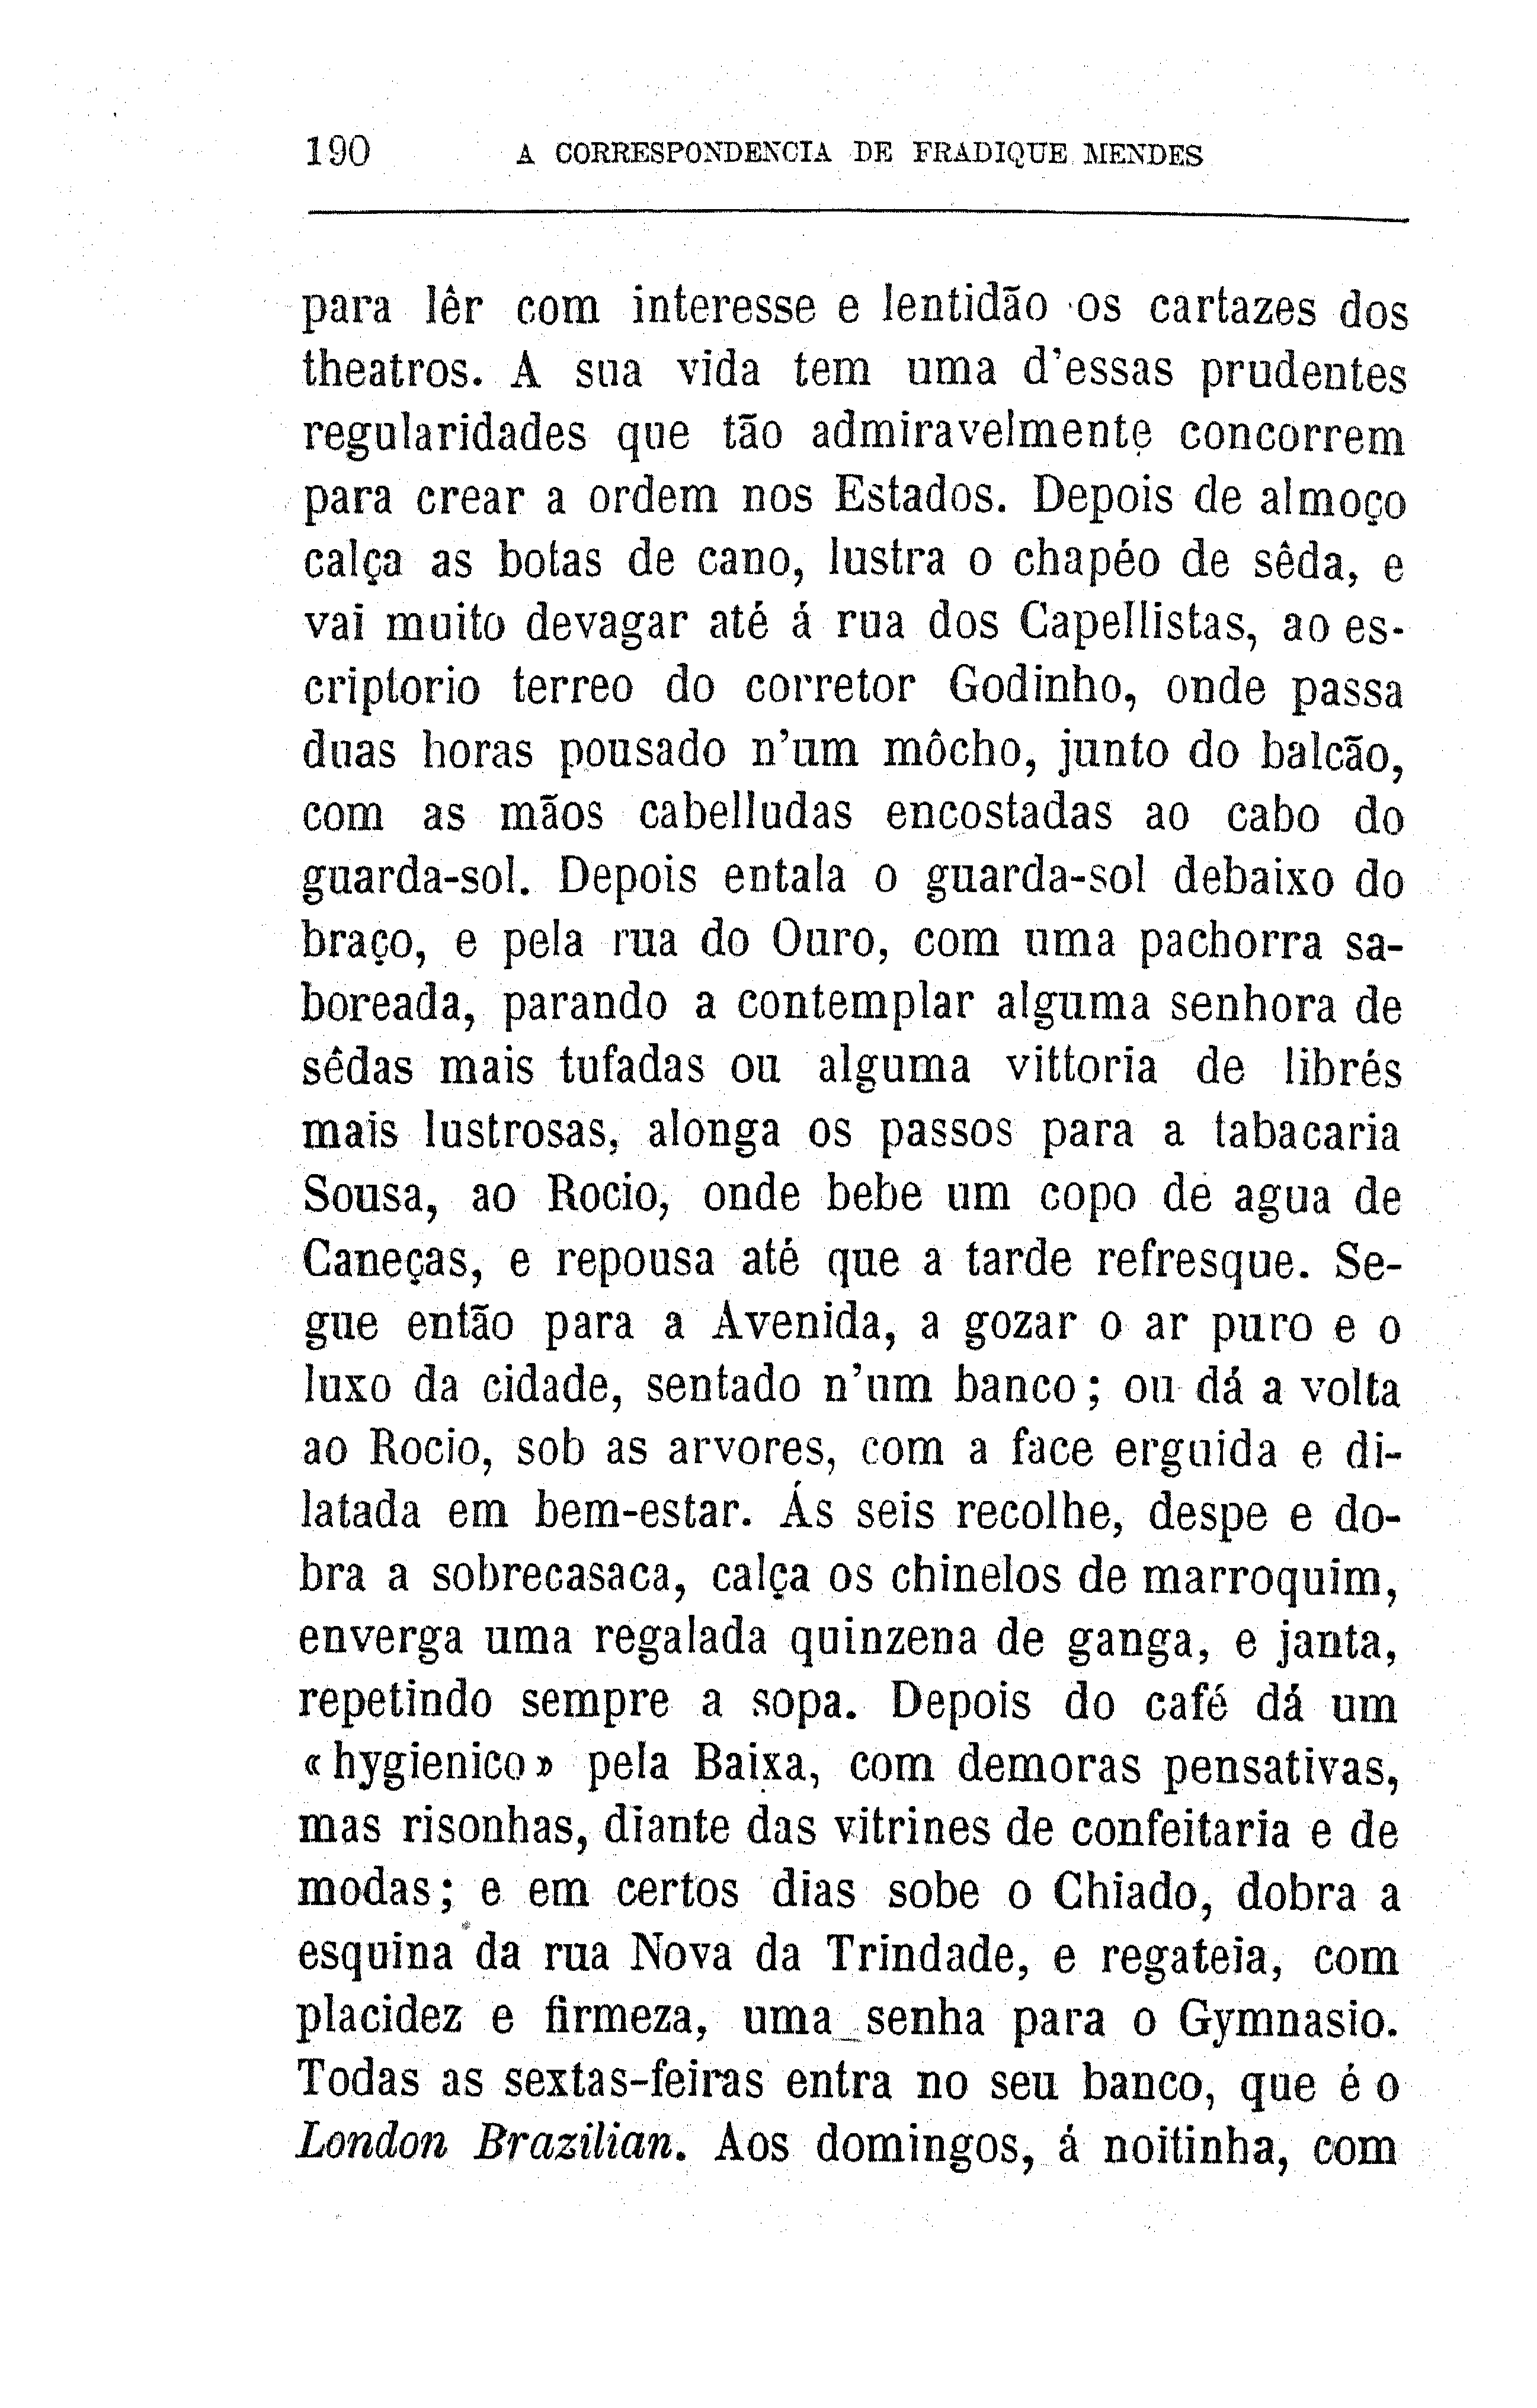 190 A CORRESPONDENCIA DE FRADIQUE MENDES
para lêr com interesse e lentidão os cartazes dos
theatros. A sua vida tem uma d'essas prudentes
regularidades que tão admiravelmente concorrem
para crear a ordem nos Estados. Depois de almoço
calça as botas de cano, lustra o chapéo de sêda, e
vai muito devagar até á rua dos Capellistas, ao es-
criptorio terreo do corretor Godinho, onde passa
duas horas pousado n'um môcho, junto do balcão,
com as mãos cabelludas encostadas ao cabo do
guarda-sol. Depois entala o guarda-sol debaixo do
braço, e pela rua do Ouro, com uma pachorra sa-
boreada, parando a contemplar alguma senhora de
sêdas mais tufadas ou alguma vittoria de librés
mais lustrosas, alonga os passos para a tabacaria
Sousa, ao Rocio, onde bebe um copo de agua de
Caneças, e repousa até que a tarde refresque. Se-
gue então para a Avenida, a gozar o ar puro e o
luxo da cidade, sentado n'um banco; ou dá a volta
ao Rocio, sob as arvores, com a face erguida e di-
latada em bem-estar. Ás seis recolhe, despe e do-
bra a sobrecasaca, calça os chinelos de marroquim,
enverga uma regalada quinzena de ganga, e janta,
repetindo sempre a sopa. Depois do café dá um
«hygienico» pela Baixa, com demoras pensativas,
mas risonhas, diante das vitrines de confeitaria e de
modas; e em certos dias sobe o Chiado, dobra a
esquina da rua Nova da Trindade, e regateia, com
placidez e firmeza, uma senha para o Gymnasio.
Todas as sextas-feiras entra no seu banco, que é o
London Brazilian. Aos domingos, á noitinha, com